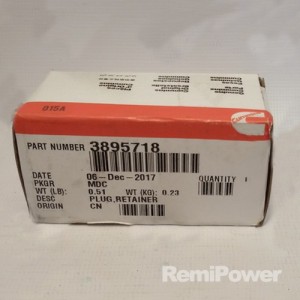 015A
PART NUMBER 3895718
DATE 06-Dec-2017
PKGR MDC QUANTITY 1
WT (LB): 0.51 WT (KG): 0.23
DESC PLUG,RETAINER
ORIGIN CN
RemiPower